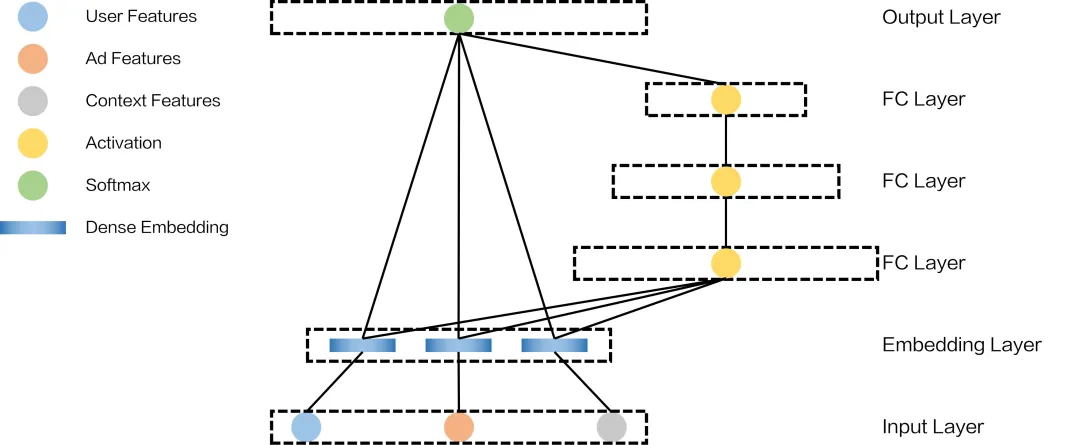 User Features
Ad Features
Context Features
Activation
Softmax
Dense Embedding
Output Layer
FC Layer
FC Layer
FC Layer
Embedding Layer
Input Layer